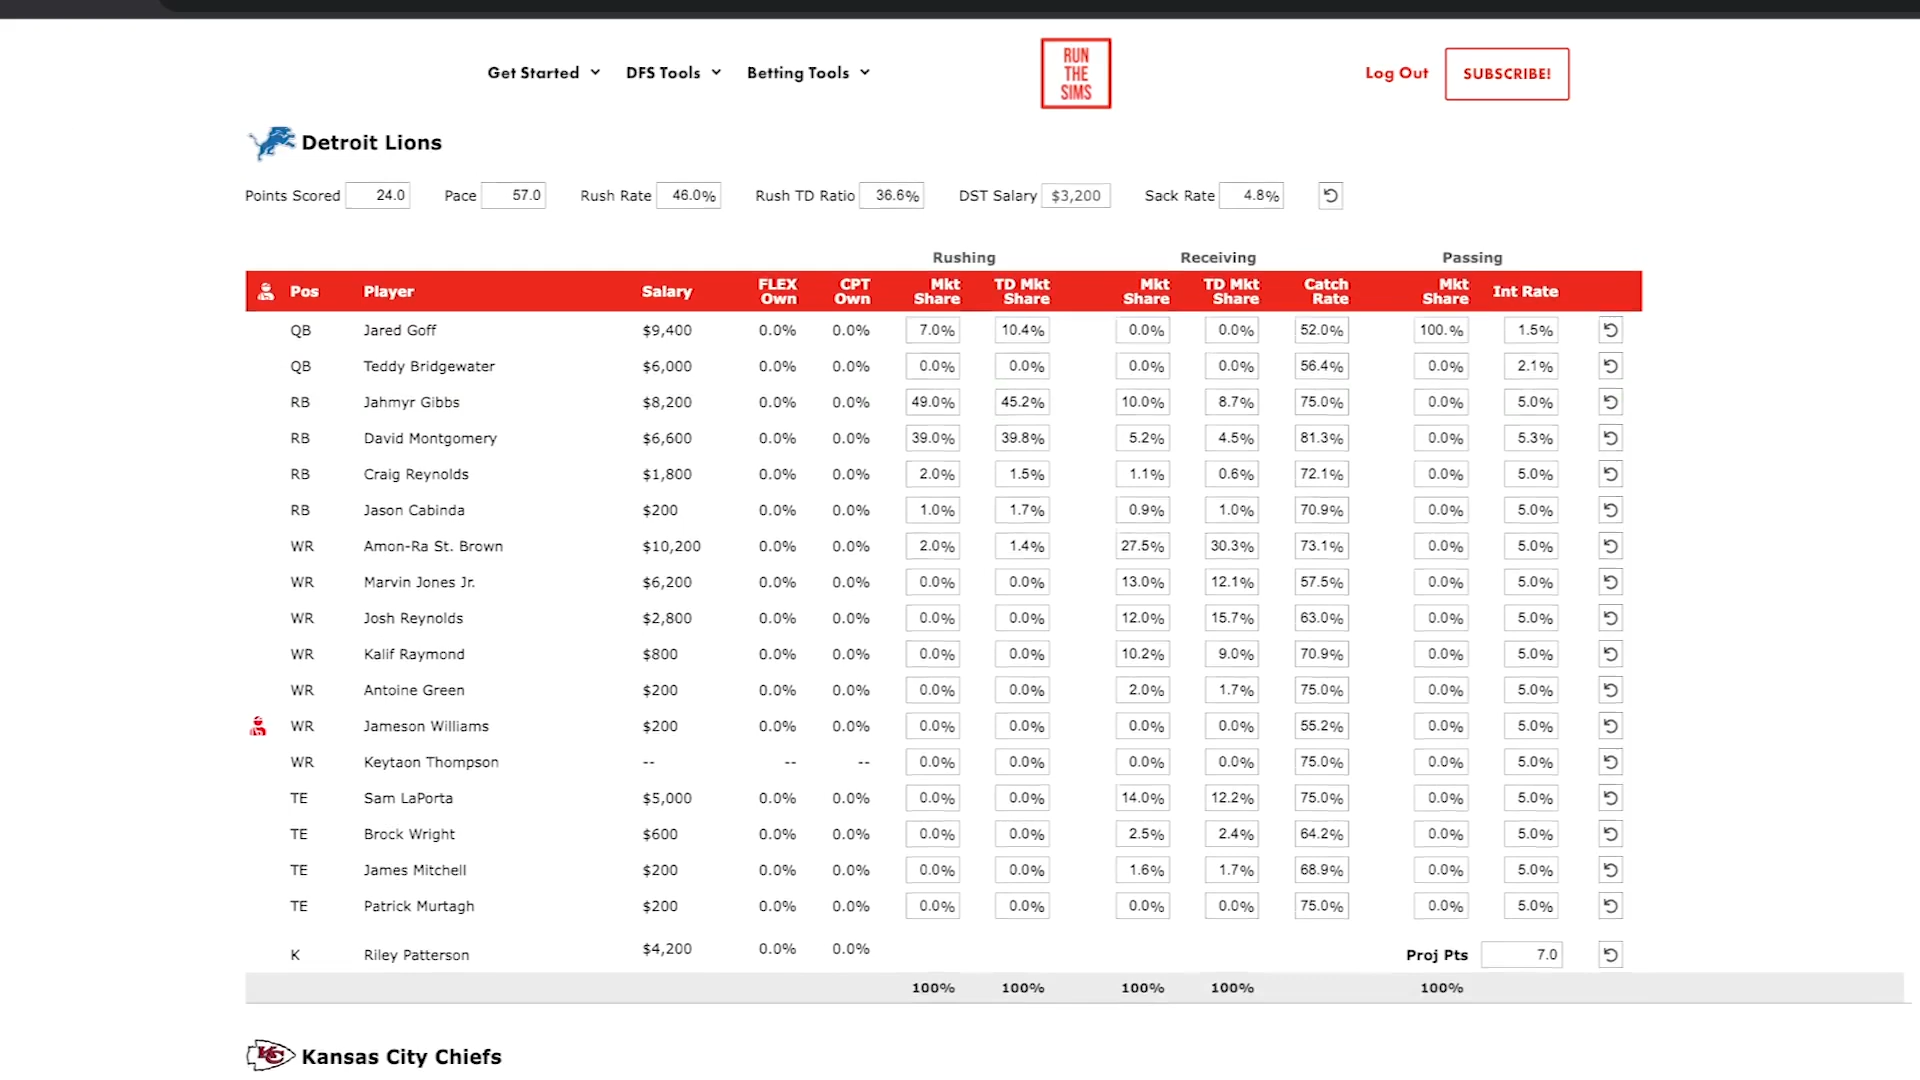 Get Started DFS Tools Betting Tools RUN THE SIMS Log Out SUBSCRIBE!
Detroit Lions
Points Scored 24.0 Pace 57.0 Rush Rate 46.0% Rush TD Ratio 36.6% DST Salary $3,200 Sack Rate 4.8%
Rushing Receiving Passing
Pos Player Salary FLEX Own CPT Own Mkt Share TD Mkt Share Mkt Share TD Mkt Share Catch Rate Mkt Share Int Rate
QB Jared Goff $9,400 0.0% 0.0% 7.0% 10.4% 0.0% 0.0% 52.0% 100.% 1.5%
QB Teddy Bridgewater $6,000 0.0% 0.0% 0.0% 0.0% 0.0% 0.0% 56.4% 0.0% 2.1%
RB Jahmyr Gibbs $8,200 0.0% 0.0% 49.0% 45.2% 10.0% 8.7% 75.0% 0.0% 5.0%
RB David Montgomery $6,600 0.0% 0.0% 39.0% 39.8% 5.2% 4.5% 81.3% 0.0% 5.3%
RB Craig Reynolds $1,800 0.0% 0.0% 2.0% 1.5% 1.1% 0.6% 72.1% 0.0% 5.0%
RB Jason Cabinda $200 0.0% 0.0% 1.0% 1.7% 0.9% 1.0% 70.9% 0.0% 5.0%
WR Amon-Ra St. Brown $10,200 0.0% 0.0% 2.0% 1.4% 27.5% 30.3% 73.1% 0.0% 5.0%
WR Marvin Jones Jr. $6,200 0.0% 0.0% 0.0% 0.0% 13.0% 12.1% 57.5% 0.0% 5.0%
WR Josh Reynolds $2,800 0.0% 0.0% 0.0% 0.0% 12.0% 15.7% 63.0% 0.0% 5.0%
WR Kalif Raymond $800 0.0% 0.0% 0.0% 0.0% 10.2% 9.0% 70.9% 0.0% 5.0%
WR Antoine Green $200 0.0% 0.0% 0.0% 0.0% 2.0% 1.7% 75.0% 0.0% 5.0%
WR Jameson Williams $200 0.0% 0.0% 0.0% 0.0% 0.0% 0.0% 55.2% 0.0% 5.0%
WR Keytaon Thompson -- -- -- 0.0% 0.0% 0.0% 0.0% 75.0% 0.0% 5.0%
TE Sam LaPorta $5,000 0.0% 0.0% 0.0% 0.0% 14.0% 12.2% 75.0% 0.0% 5.0%
TE Brock Wright $600 0.0% 0.0% 0.0% 0.0% 2.5% 2.4% 64.2% 0.0% 5.0%
TE James Mitchell $200 0.0% 0.0% 0.0% 0.0% 1.6% 1.7% 68.9% 0.0% 5.0%
TE Patrick Murtagh $200 0.0% 0.0% 0.0% 0.0% 0.0% 0.0% 75.0% 0.0% 5.0%
K Riley Patterson $4,200 0.0% 0.0% Proj Pts 7.0
100% 100% 100% 100% 100%
KC Kansas City Chiefs